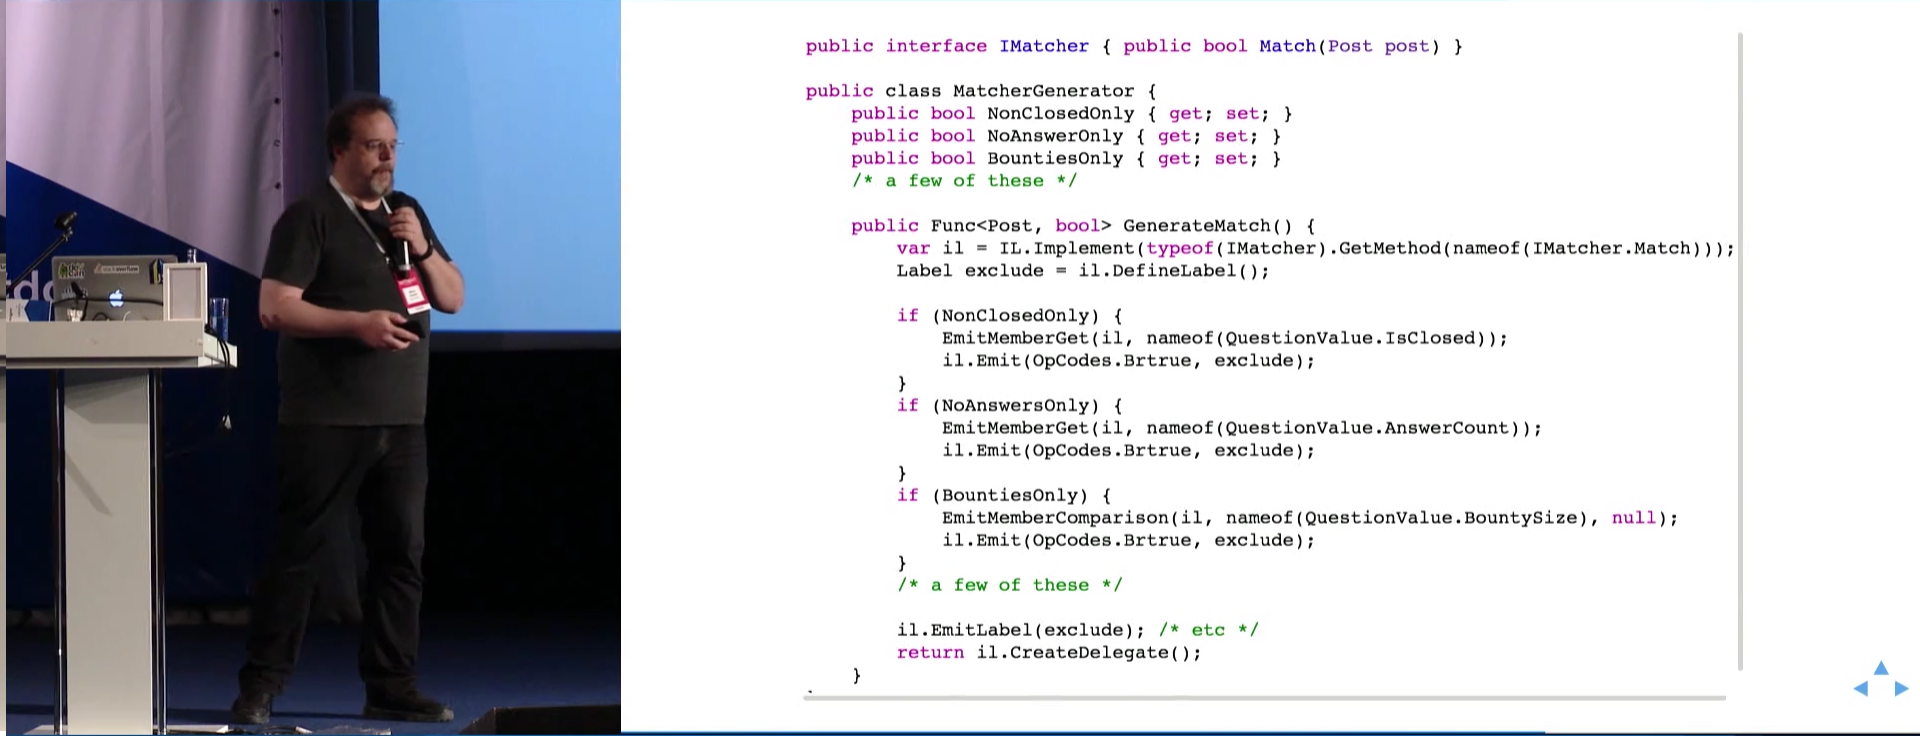 public interface IMatcher { public bool Match(Post post) }
public class MatcherGenerator {
public bool NonClosedOnly { get; set; }
public bool NoAnswerOnly { get; set; }
public bool BountiesOnly { get; set; }
/* a few of these */
public Func<Post, bool> GenerateMatch() {
var il = IL.Implement(typeof(IMatcher).GetMethod(nameof(IMatcher.Match)));
Label exclude = il.DefineLabel();
if (NonClosedOnly) {
EmitMemberGet(il, nameof(QuestionValue.IsClosed));
il.Emit(OpCodes.Brtrue, exclude);
}
if (NoAnswersOnly) {
EmitMemberGet(il, nameof(QuestionValue.AnswerCount));
il.Emit(OpCodes.Brtrue, exclude);
}
if (BountiesOnly) {
EmitMemberComparison(il, nameof(QuestionValue.BountySize), null);
il.Emit(OpCodes.Brtrue, exclude);
}
/* a few of these */
il.EmitLabel(exclude); /* etc */
return il.CreateDelegate();
}